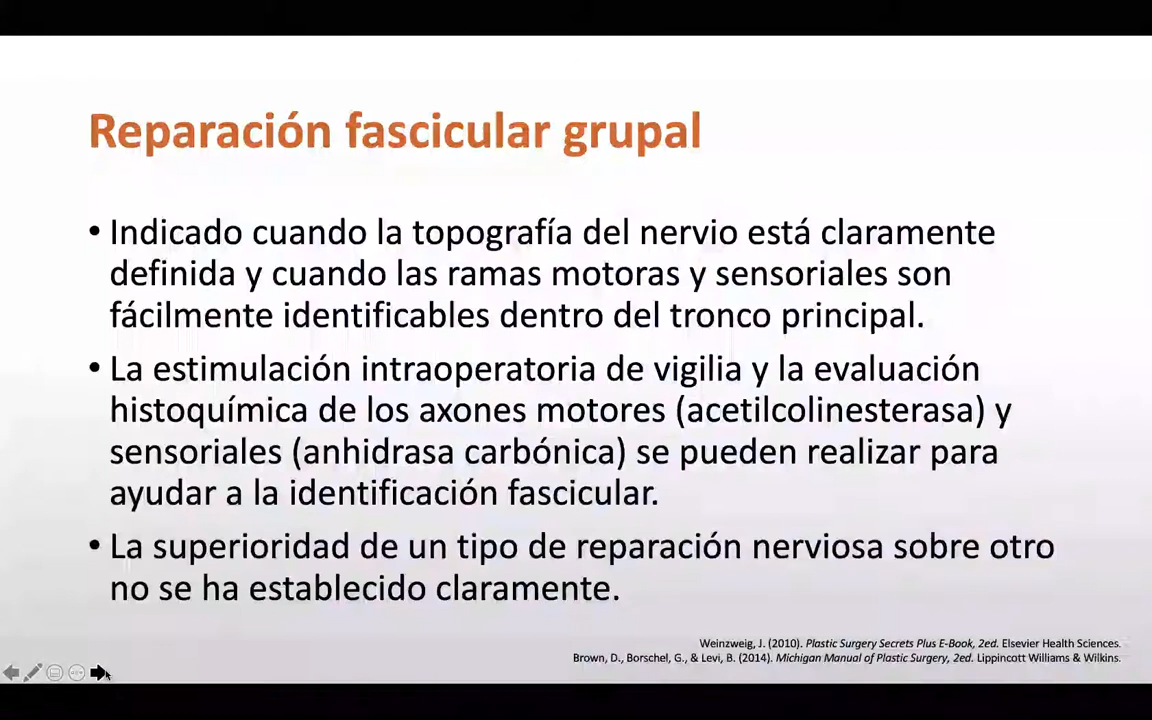 Reparación fascicular grupal
• Indicado cuando la topografía del nervio está claramente
definida y cuando las ramas motoras y sensoriales son
fácilmente identificables dentro del tronco principal.
• La estimulación intraoperatoria de vigilia y la evaluación
histoquímica de los axones motores (acetilcolinesterasa) y
sensoriales (anhidrasa carbónica) se pueden realizar para
ayudar a la identificación fascicular.
• La superioridad de un tipo de reparación nerviosa sobre otro
no se ha establecido claramente.
Weinzweig, J. (2010). Plastic Surgery Secrets Plus E-Book, 2ed. Elsevier Health Sciences.
Brown, D., Borschel, G., & Levi, B. (2014). Michigan Manual of Plastic Surgery, 2ed. Lippincott Williams & Wilkins.